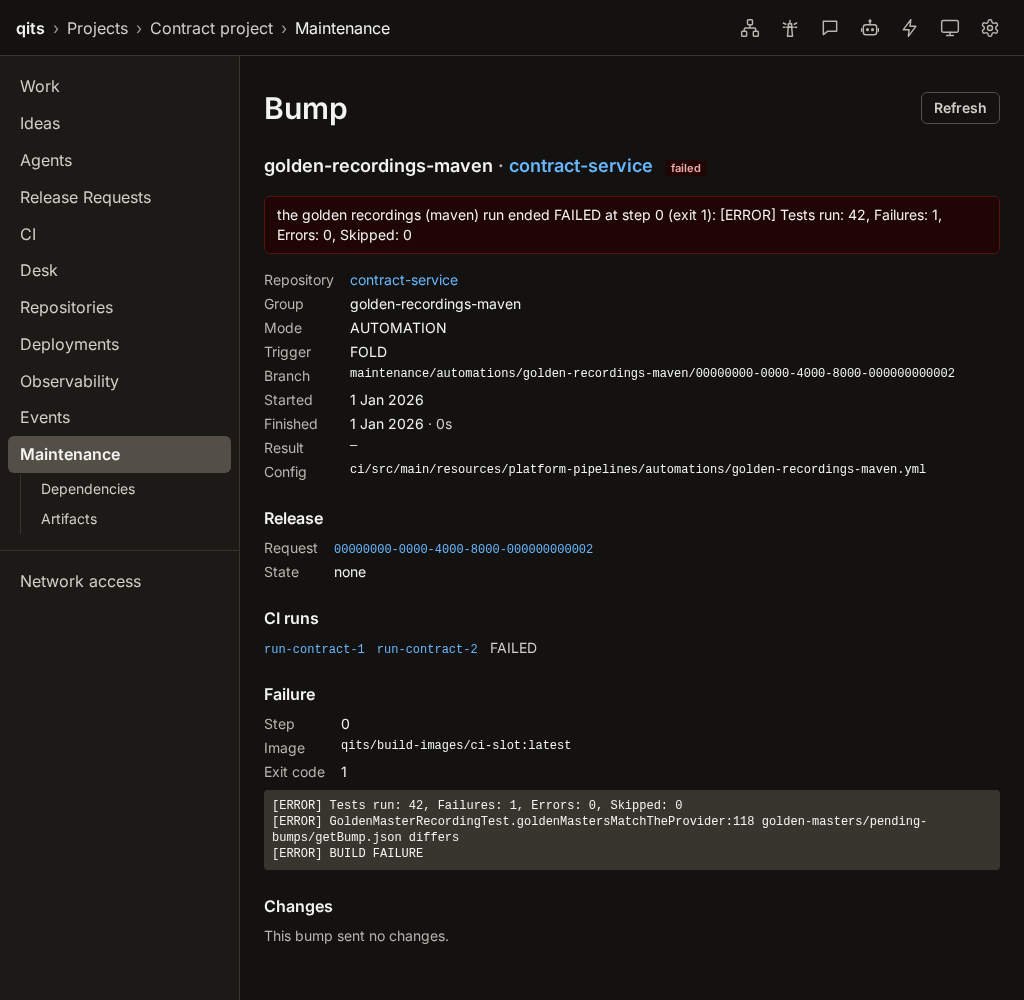 qits › Projects › Contract project › Maintenance
Work
Ideas
Agents
Release Requests
CI
Desk
Repositories
Deployments
Observability
Events
Maintenance
Dependencies
Artifacts
Network access
Bump
Refresh
golden-recordings-maven · contract-service failed
the golden recordings (maven) run ended FAILED at step 0 (exit 1): [ERROR] Tests run: 42, Failures: 1,
Errors: 0, Skipped: 0
Repository contract-service
Group golden-recordings-maven
Mode AUTOMATION
Trigger FOLD
Branch maintenance/automations/golden-recordings-maven/00000000-0000-4000-8000-000000000002
Started 1 Jan 2026
Finished 1 Jan 2026 · 0s
Result –
Config ci/src/main/resources/platform-pipelines/automations/golden-recordings-maven.yml
Release
Request 00000000-0000-4000-8000-000000000002
State none
CI runs
run-contract-1 run-contract-2 FAILED
Failure
Step 0
Image qits/build-images/ci-slot:latest
Exit code 1
[ERROR] Tests run: 42, Failures: 1, Errors: 0, Skipped: 0
[ERROR] GoldenMasterRecordingTest.goldenMastersMatchTheProvider:118 golden-masters/pending-
bumps/getBump.json differs
[ERROR] BUILD FAILURE
Changes
This bump sent no changes.